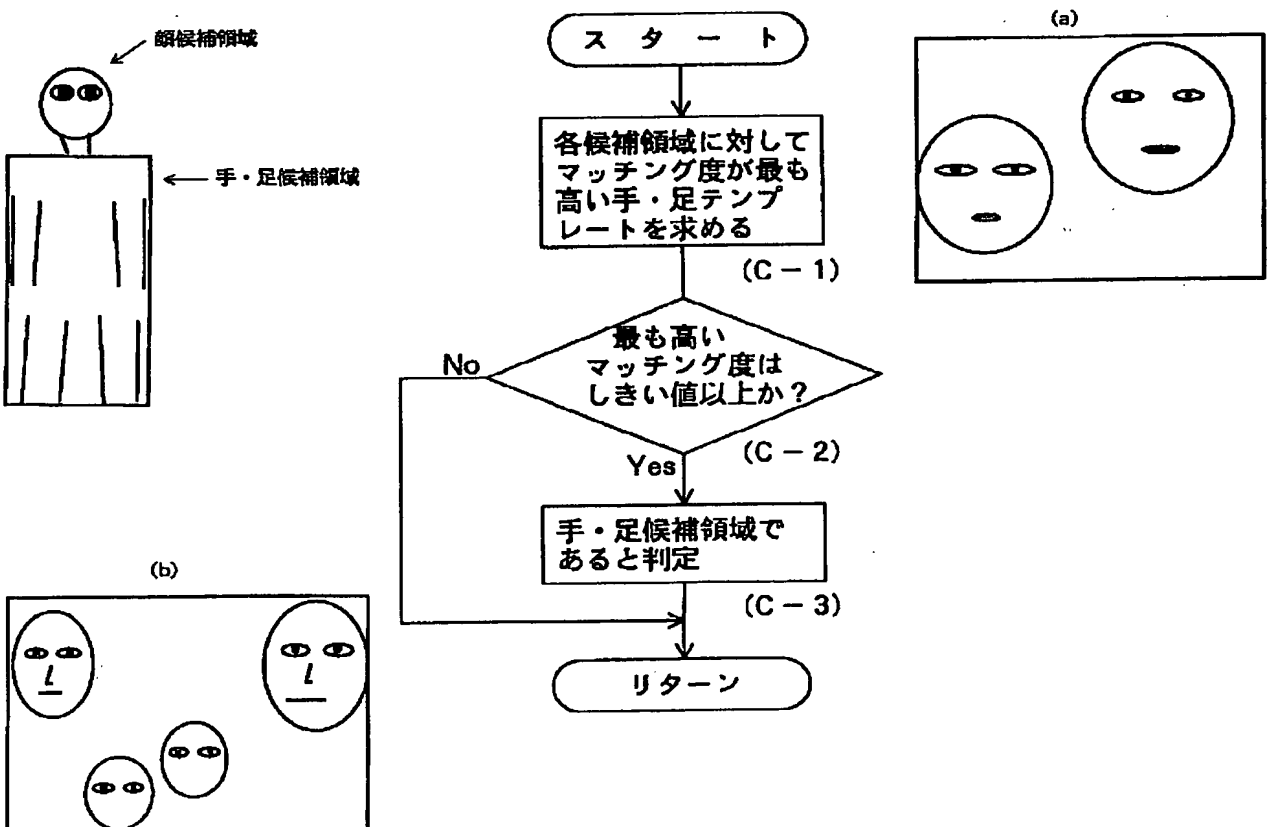 顔候補領域
手・足候補領域
スタート
各候補領域に対して
マッチング度が最も
高い手・足テンプ
レートを求める
(C－1)
最も高い
マッチング度は
しきい値以上か？
No
(C－2)
Yes
手・足候補領域で
あると判定
(C－3)
リターン
(a)
(b)